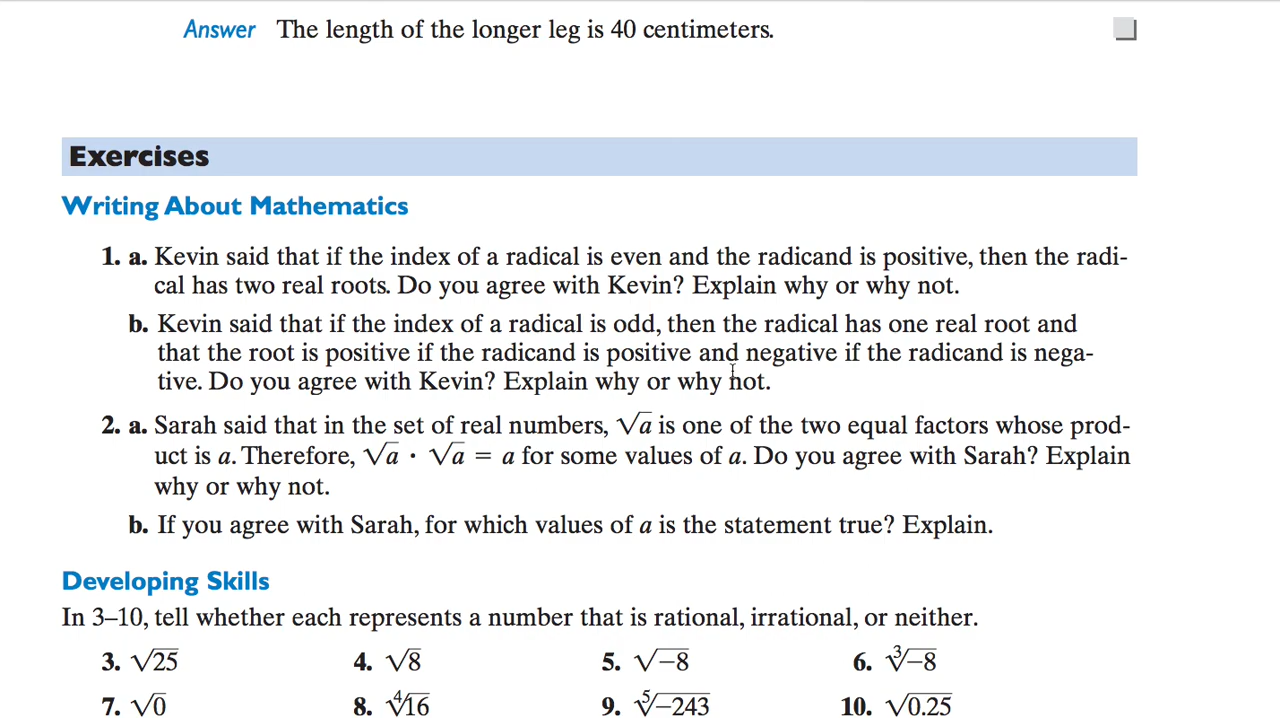 Answer The length of the longer leg is 40 centimeters.
Exercises
Writing About Mathematics
1. a. Kevin said that if the index of a radical is even and the radicand is positive, then the radi-
cal has two real roots. Do you agree with Kevin? Explain why or why not.
b. Kevin said that if the index of a radical is odd, then the radical has one real root and
that the root is positive if the radicand is positive and negative if the radicand is nega-
tive. Do you agree with Kevin? Explain why or why not.
2. a. Sarah said that in the set of real numbers, √a is one of the two equal factors whose prod-
uct is a. Therefore, √a · √a = a for some values of a. Do you agree with Sarah? Explain
why or why not.
b. If you agree with Sarah, for which values of a is the statement true? Explain.
Developing Skills
In 3–10, tell whether each represents a number that is rational, irrational, or neither.
3. √25 4. √8 5. √−8 6. ∛−8
7. √0 8. ∜16 9. ⁵√−243 10. √0.25